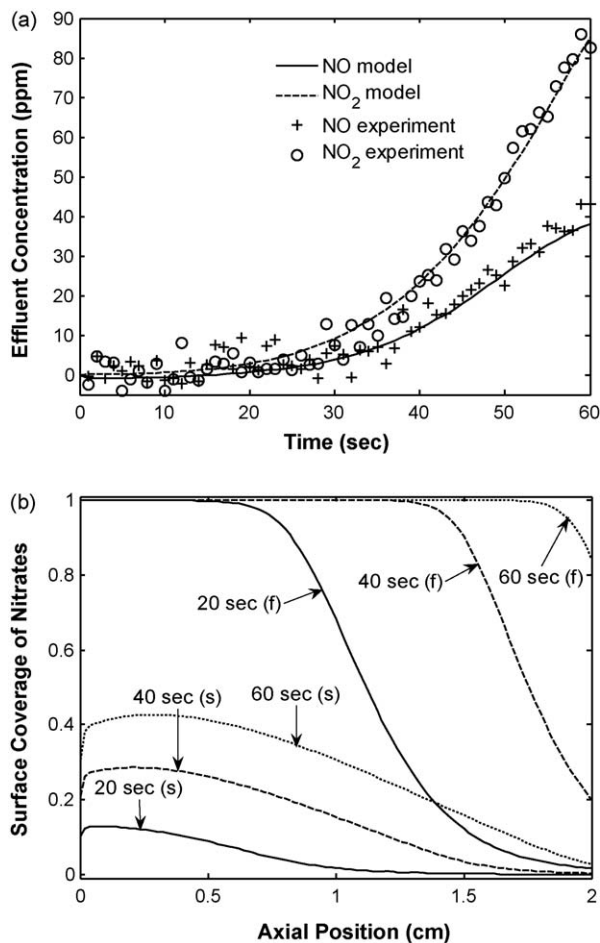 (a)
90
80
70
60
50
40
30
20
10
0
Effluent Concentration (ppm)
NO model
NO2 model
NO experiment
NO2 experiment
0 10 20 30 40 50 60
Time (sec)
(b)
1
0.8
0.6
0.4
0.2
0
Surface Coverage of Nitrates
20 sec (f)
40 sec (f)
60 sec (f)
40 sec (s)
60 sec (s)
20 sec (s)
0 0.5 1 1.5 2
Axial Position (cm)